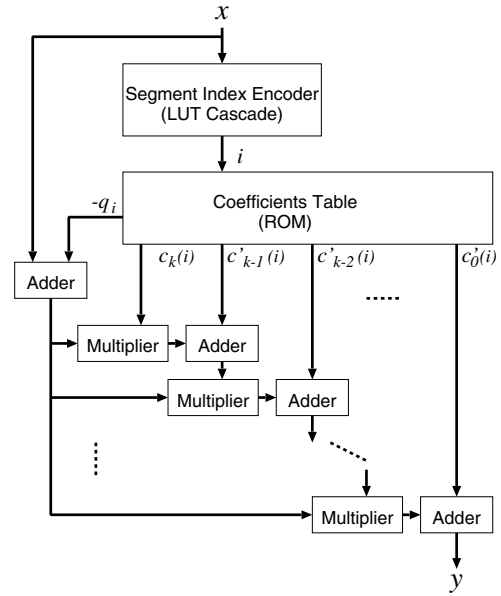 x
Segment Index Encoder
(LUT Cascade)
i
-q_i
Coefficients Table
(ROM)
c_k(i)
c'_{k-1}(i)
c'_{k-2}(i)
c'_0(i)
Adder
Multiplier
Adder
Multiplier
Adder
Multiplier
Adder
y